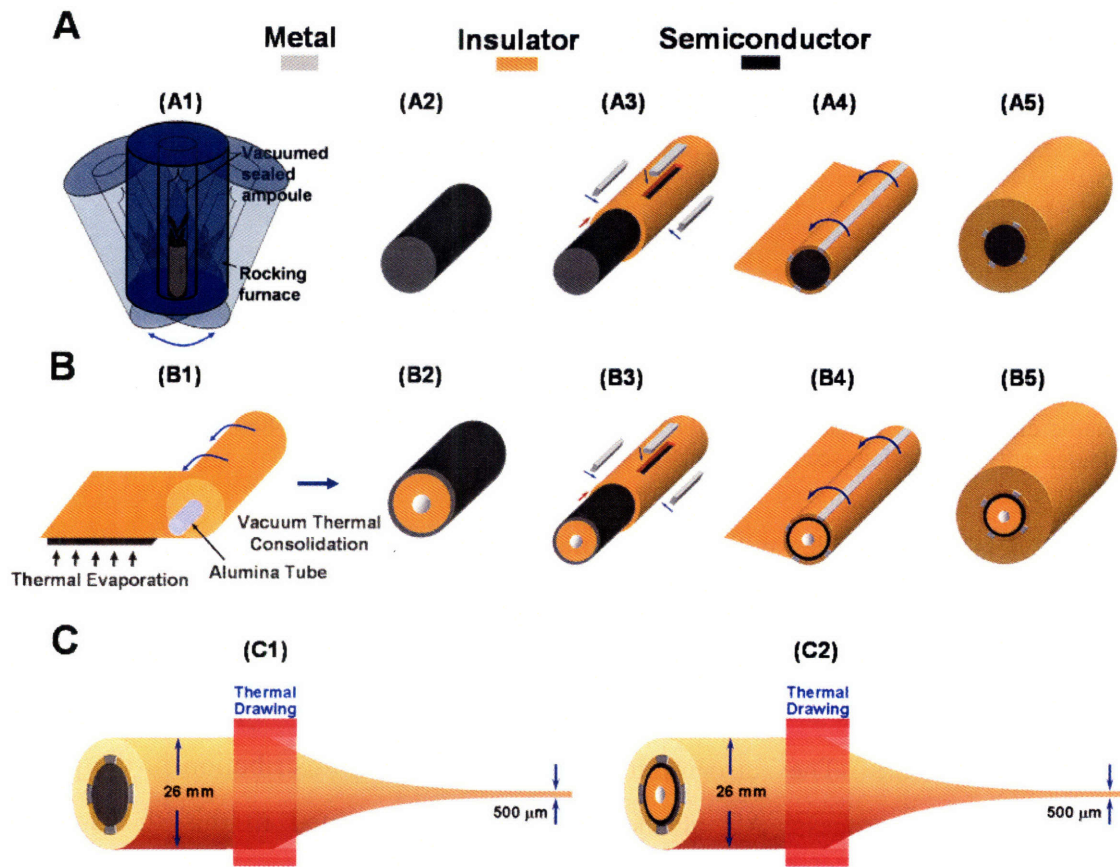 A
Metal
Insulator
Semiconductor
(A1)
(A2)
(A3)
(A4)
(A5)
Vacuumed
sealed
ampoule
Rocking
furnace
B
(B1)
(B2)
(B3)
(B4)
(B5)
Vacuum Thermal
Consolidation
Alumina Tube
Thermal Evaporation
C
(C1)
(C2)
Thermal
Drawing
26 mm
500 μm
Thermal
Drawing
26 mm
500 μm